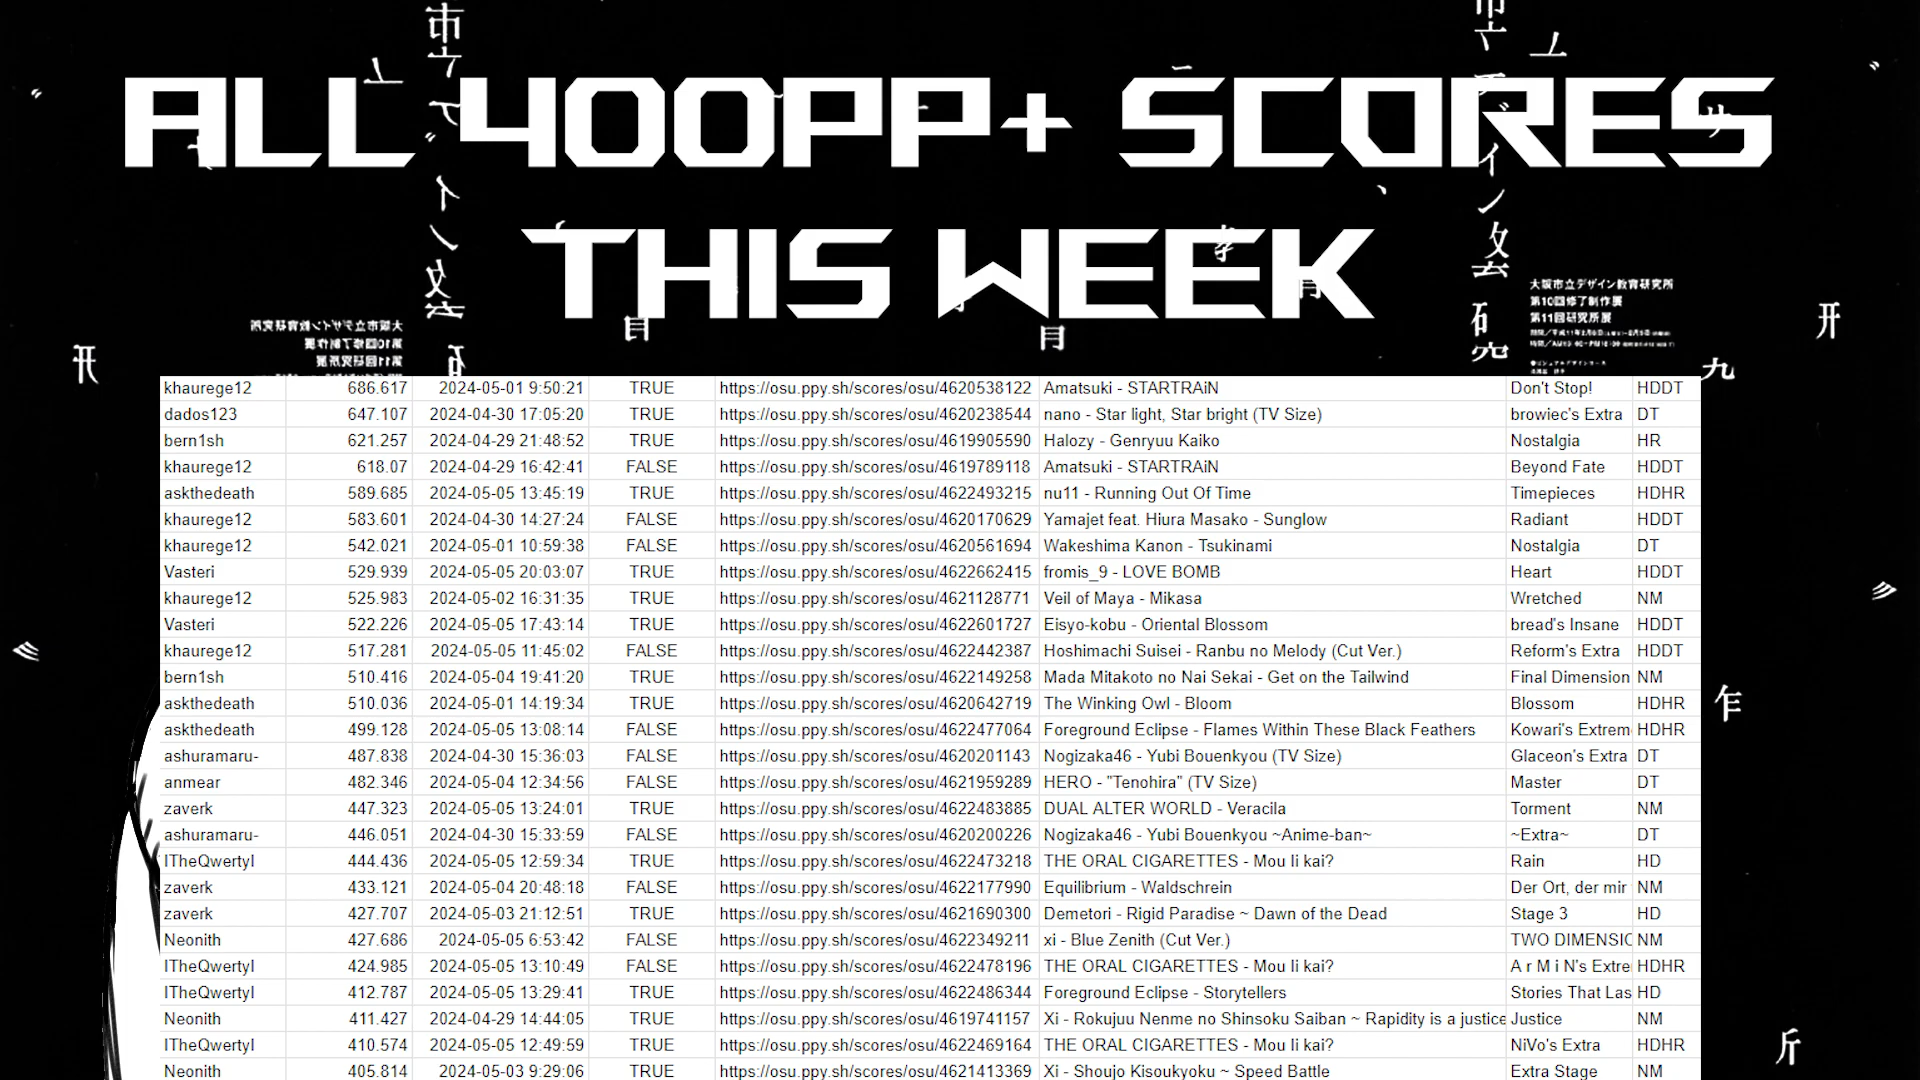 ALL 400PP+ SCORES
THIS WEEK
大阪市立デザイン教育研究所
第10回修了制作展
第11回研究所展
khaurege12 686.617 2024-05-01 9:50:21 TRUE https://osu.ppy.sh/scores/osu/4620538122 Amatsuki - STARTRAiN Don't Stop! HDDT
dados123 647.107 2024-04-30 17:05:20 TRUE https://osu.ppy.sh/scores/osu/4620238544 nano - Star light, Star bright (TV Size) browiec's Extra DT
bern1sh 621.257 2024-04-29 21:48:52 TRUE https://osu.ppy.sh/scores/osu/4619905590 Halozy - Genryuu Kaiko Nostalgia HR
khaurege12 618.07 2024-04-29 16:42:41 FALSE https://osu.ppy.sh/scores/osu/4619789118 Amatsuki - STARTRAiN Beyond Fate HDDT
askthedeath 589.685 2024-05-05 13:45:19 TRUE https://osu.ppy.sh/scores/osu/4622493215 nu11 - Running Out Of Time Timepieces HDHR
khaurege12 583.601 2024-04-30 14:27:24 FALSE https://osu.ppy.sh/scores/osu/4620170629 Yamajet feat. Hiura Masako - Sunglow Radiant HDDT
khaurege12 542.021 2024-05-01 10:59:38 FALSE https://osu.ppy.sh/scores/osu/4620561694 Wakeshima Kanon - Tsukinami Nostalgia DT
Vasteri 529.939 2024-05-05 20:03:07 TRUE https://osu.ppy.sh/scores/osu/4622662415 fromis_9 - LOVE BOMB Heart HDDT
khaurege12 525.983 2024-05-02 16:31:35 TRUE https://osu.ppy.sh/scores/osu/4621128771 Veil of Maya - Mikasa Wretched NM
Vasteri 522.226 2024-05-05 17:43:14 TRUE https://osu.ppy.sh/scores/osu/4622601727 Eisyo-kobu - Oriental Blossom bread's Insane HDDT
khaurege12 517.281 2024-05-05 11:45:02 FALSE https://osu.ppy.sh/scores/osu/4622442387 Hoshimachi Suisei - Ranbu no Melody (Cut Ver.) Reform's Extra HDDT
bern1sh 510.416 2024-05-04 19:41:20 TRUE https://osu.ppy.sh/scores/osu/4622149258 Mada Mitakoto no Nai Sekai - Get on the Tailwind Final Dimension NM
askthedeath 510.036 2024-05-01 14:19:34 TRUE https://osu.ppy.sh/scores/osu/4620642719 The Winking Owl - Bloom Blossom HDHR
askthedeath 499.128 2024-05-05 13:08:14 FALSE https://osu.ppy.sh/scores/osu/4622477064 Foreground Eclipse - Flames Within These Black Feathers Kowari's Extrem HDHR
ashuramaru- 487.838 2024-04-30 15:36:03 FALSE https://osu.ppy.sh/scores/osu/4620201143 Nogizaka46 - Yubi Bouenkyou (TV Size) Glaceon's Extra DT
anmear 482.346 2024-05-04 12:34:56 FALSE https://osu.ppy.sh/scores/osu/4621959289 HERO - "Tenohira" (TV Size) Master DT
zaverk 447.323 2024-05-05 13:24:01 TRUE https://osu.ppy.sh/scores/osu/4622483885 DUAL ALTER WORLD - Veracila Torment NM
ashuramaru- 446.051 2024-04-30 15:33:59 FALSE https://osu.ppy.sh/scores/osu/4620200226 Nogizaka46 - Yubi Bouenkyou ~Anime-ban~ ~Extra~ DT
ITheQwertyI 444.436 2024-05-05 12:59:34 TRUE https://osu.ppy.sh/scores/osu/4622473218 THE ORAL CIGARETTES - Mou Ii kai? Rain HD
zaverk 433.121 2024-05-04 20:48:18 FALSE https://osu.ppy.sh/scores/osu/4622177990 Equilibrium - Waldschrein Der Ort, der mir NM
zaverk 427.707 2024-05-03 21:12:51 TRUE https://osu.ppy.sh/scores/osu/4621690300 Demetori - Rigid Paradise ~ Dawn of the Dead Stage 3 HD
Neonith 427.686 2024-05-05 6:53:42 FALSE https://osu.ppy.sh/scores/osu/4622349211 xi - Blue Zenith (Cut Ver.) TWO DIMENSIO NM
ITheQwertyI 424.985 2024-05-05 13:10:49 FALSE https://osu.ppy.sh/scores/osu/4622478196 THE ORAL CIGARETTES - Mou Ii kai? A r M i N's Extre HDHR
ITheQwertyI 412.787 2024-05-05 13:29:41 TRUE https://osu.ppy.sh/scores/osu/4622486344 Foreground Eclipse - Storytellers Stories That Las HD
Neonith 411.427 2024-04-29 14:44:05 TRUE https://osu.ppy.sh/scores/osu/4619741157 Xi - Rokujuu Nenme no Shinsoku Saiban ~ Rapidity is a justice Justice NM
ITheQwertyI 410.574 2024-05-05 12:49:59 TRUE https://osu.ppy.sh/scores/osu/4622469164 THE ORAL CIGARETTES - Mou Ii kai? NiVo's Extra HDHR
Neonith 405.814 2024-05-03 9:29:06 TRUE https://osu.ppy.sh/scores/osu/4621413369 Xi - Shoujo Kisoukyoku ~ Speed Battle Extra Stage NM